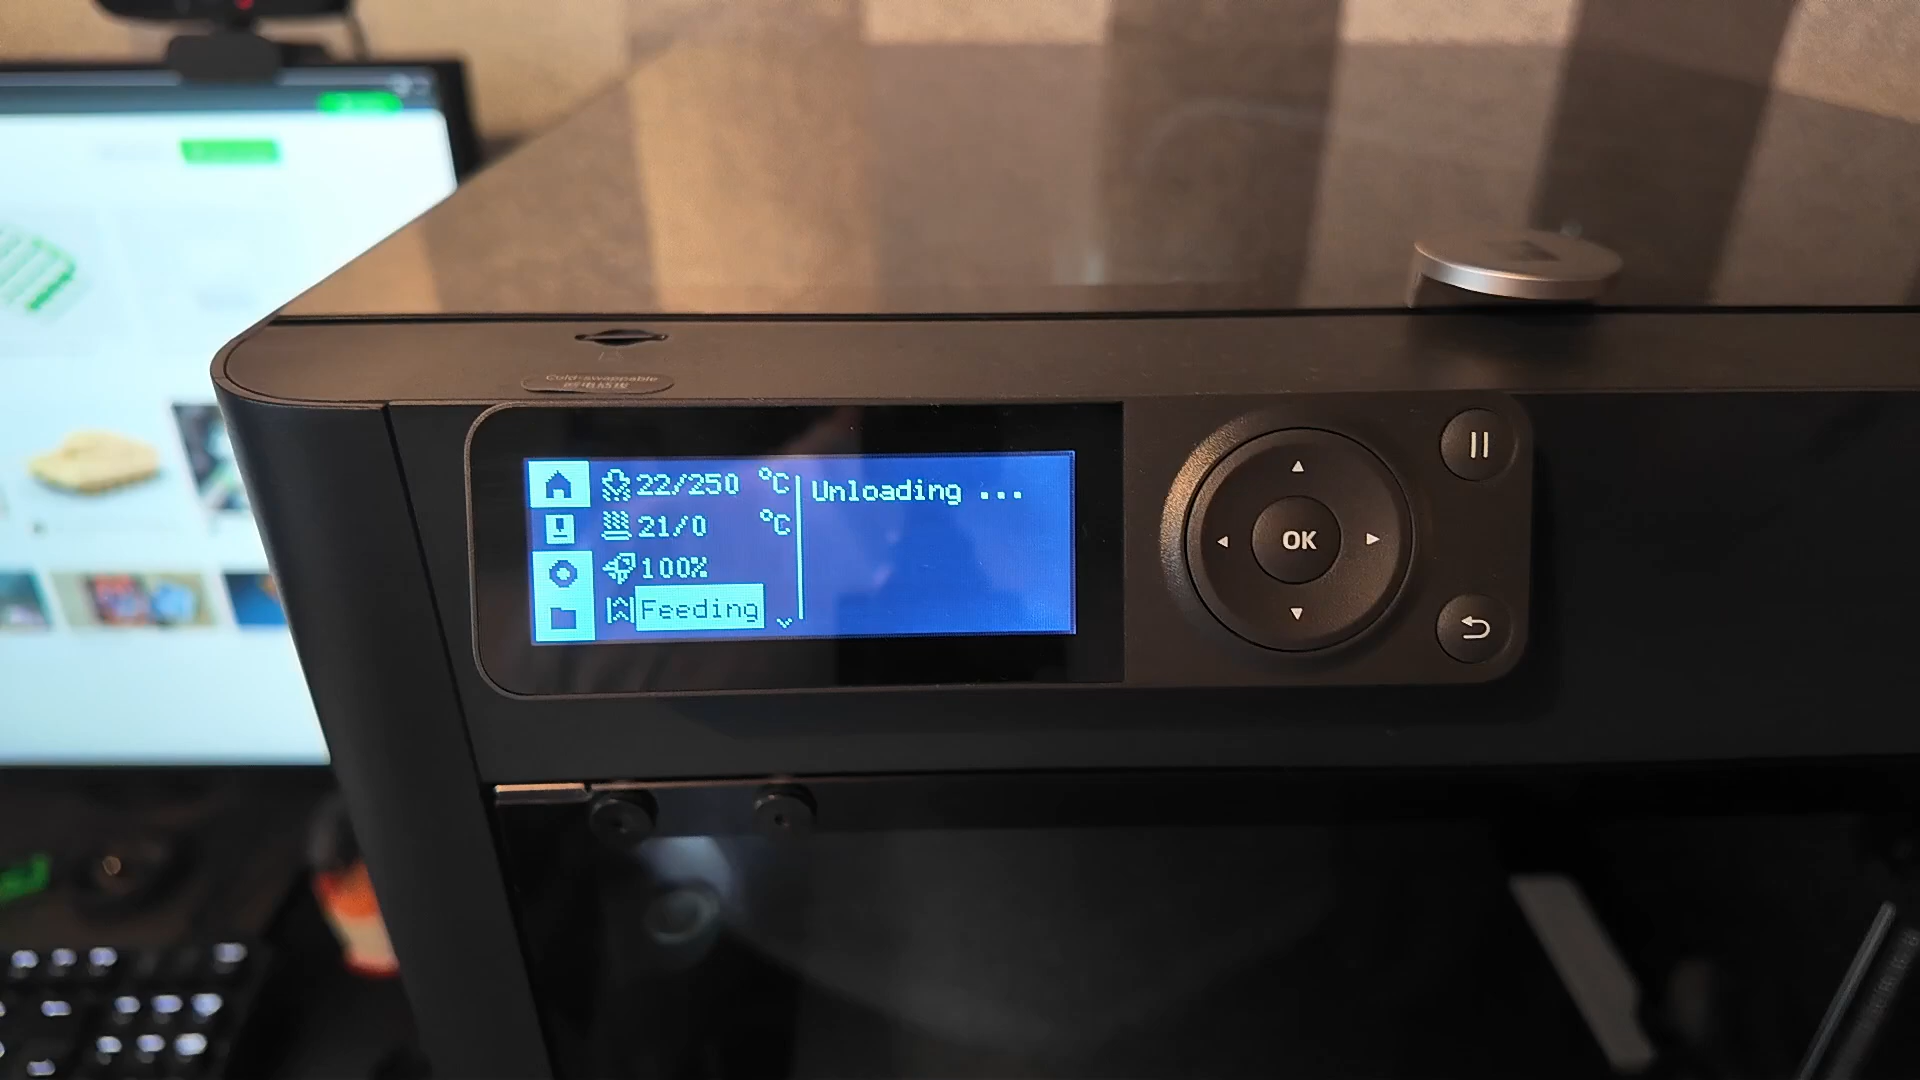 Cold-swappable
22/250 °C
21/0 °C
100%
Feeding
Unloading ...
OK